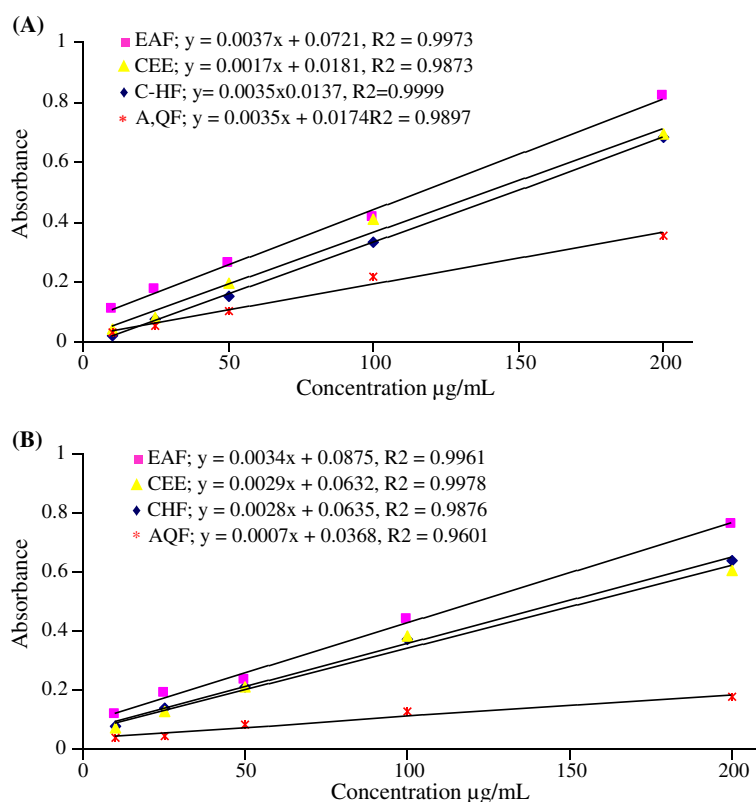 (A)
1
0.8
0.6
0.4
0.2
0
Absorbance
EAF; y = 0.0037x + 0.0721, R2 = 0.9973
CEE; y = 0.0017x + 0.0181, R2 = 0.9873
C-HF; y= 0.0035x0.0137, R2=0.9999
A,QF; y = 0.0035x + 0.0174R2 = 0.9897
0 50 100 150 200
Concentration µg/mL
(B)
1
0.8
0.6
0.4
0.2
0
Absorbance
EAF; y = 0.0034x + 0.0875, R2 = 0.9961
CEE; y = 0.0029x + 0.0632, R2 = 0.9978
CHF; y = 0.0028x + 0.0635, R2 = 0.9876
AQF; y = 0.0007x + 0.0368, R2 = 0.9601
0 50 100 150 200
Concentration µg/mL